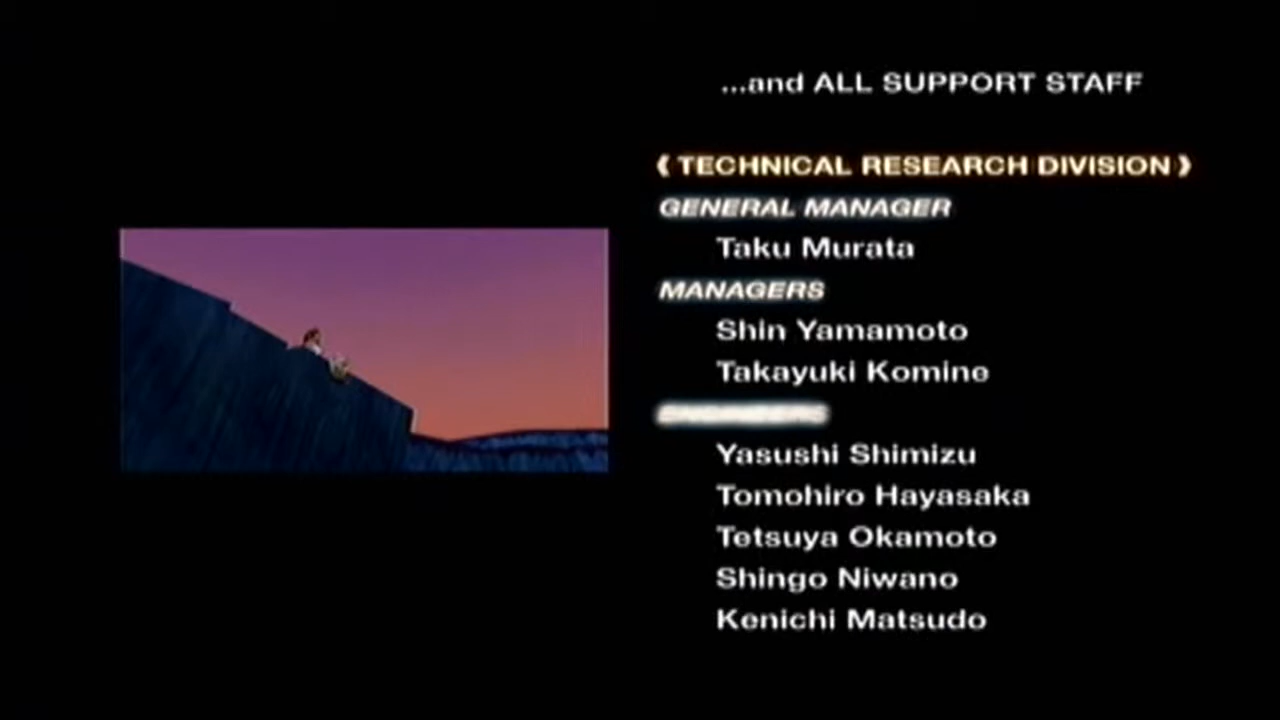 ...and ALL SUPPORT STAFF
❰ TECHNICAL RESEARCH DIVISION ❱
GENERAL MANAGER
Taku Murata
MANAGERS
Shin Yamamoto
Takayuki Komine
ENGINEERS
Yasushi Shimizu
Tomohiro Hayasaka
Tetsuya Okamoto
Shingo Niwano
Kenichi Matsudo